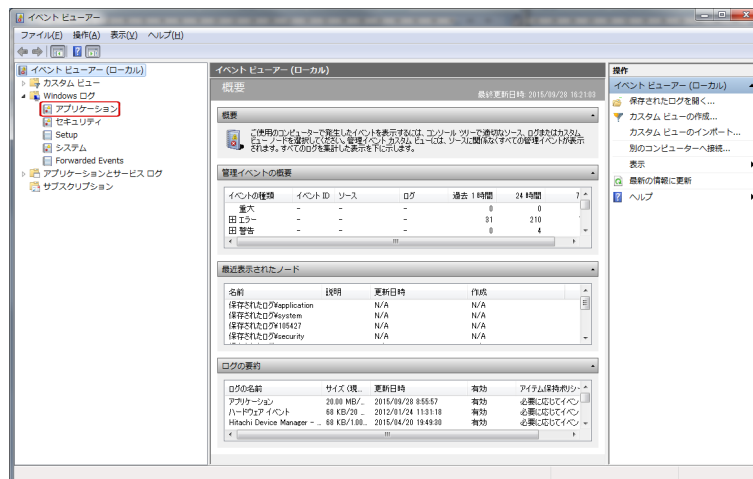 イベント ビューアー
ファイル(F) 操作(A) 表示(V) ヘルプ(H)
イベント ビューアー (ローカル)
カスタム ビュー
Windows ログ
アプリケーション
セキュリティ
Setup
システム
Forwarded Events
アプリケーションとサービス ログ
サブスクリプション
イベント ビューアー (ローカル)
概要
最終更新日時: 2015/09/28 16:21:03
概要
ご使用のコンピューターで発生したイベントを表示するには、コンソール ツリーで適切なソース、ログまたはカスタム
ビュー ノードを選択してください。管理イベント カスタム ビューには、ソースに関係なくすべての管理イベントが表示
されます。すべてのログを集計した表示を下に示します。
管理イベントの概要
イベントの種類 イベント ID ソース ログ 過去 1 時間 24 時間 7
重大 - - - 0 0
エラー - - - 31 210
警告 - - - 0 4
最近表示されたノード
名前 説明 更新日時 作成
保存されたログ¥application N/A N/A
保存されたログ¥system N/A N/A
保存されたログ¥105427 N/A N/A
保存されたログ¥security N/A N/A
ログの要約
ログの名前 サイズ (現... 更新日時 有効 アイテム保持ポリシー
アプリケーション 20.00 MB/... 2015/09/28 8:55:57 有効 必要に応じてイベン
ハードウェア イベント 68 KB/20 ... 2012/01/24 11:31:18 有効 必要に応じてイベン
Hitachi Device Manager - ... 68 KB/1.00... 2015/04/20 19:49:30 有効 必要に応じてイベン
操作
イベント ビューアー (ローカル)
保存されたログを開く...
カスタム ビューの作成...
カスタム ビューのインポート...
別のコンピューターへ接続...
表示
最新の情報に更新
ヘルプ